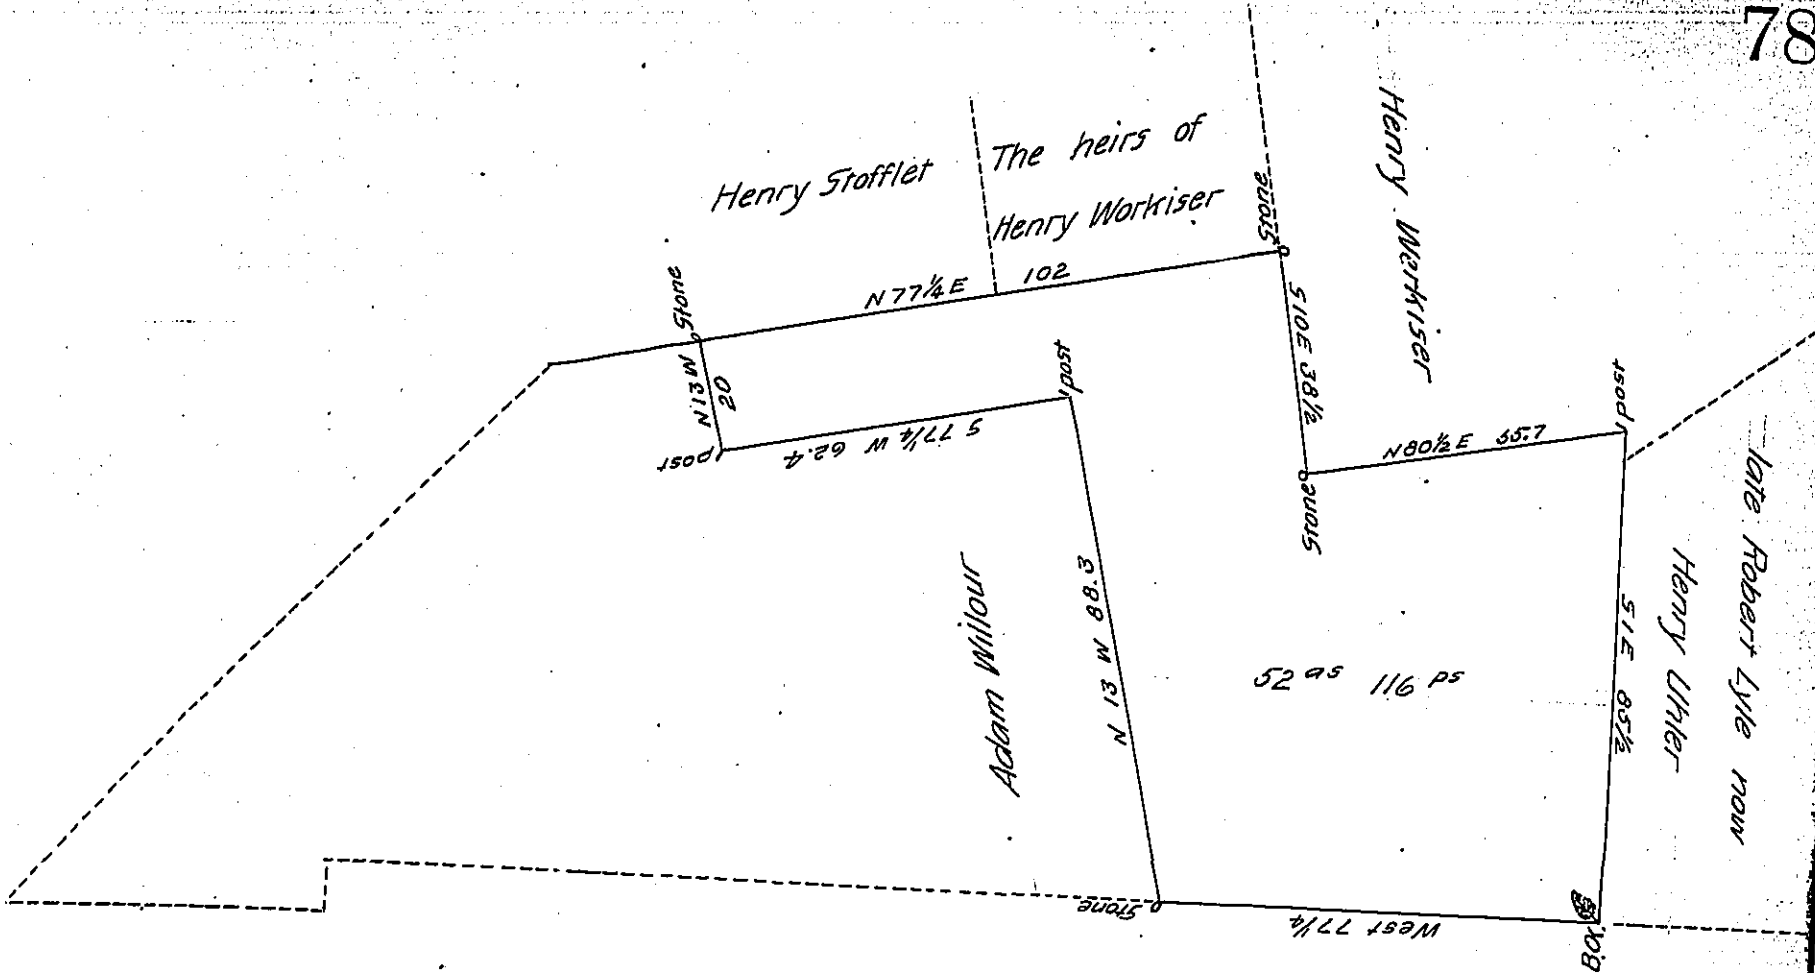 78
Henry Stofflet
The heirs of
Henry Workiser
Henry Werkiser
Stone
Stone
N 77¼ E 102
N 13 W
20
post
S 77¼ W 62.4
post
S 10 E 38½
Stone
N 80½ E 55.7
post
late Robert Lyle now
Henry Uhler
S 1 E 85½
Adam Wilour
N 13 W 88.3
52 as 116 ps
Stone
West 77¼
B.O.